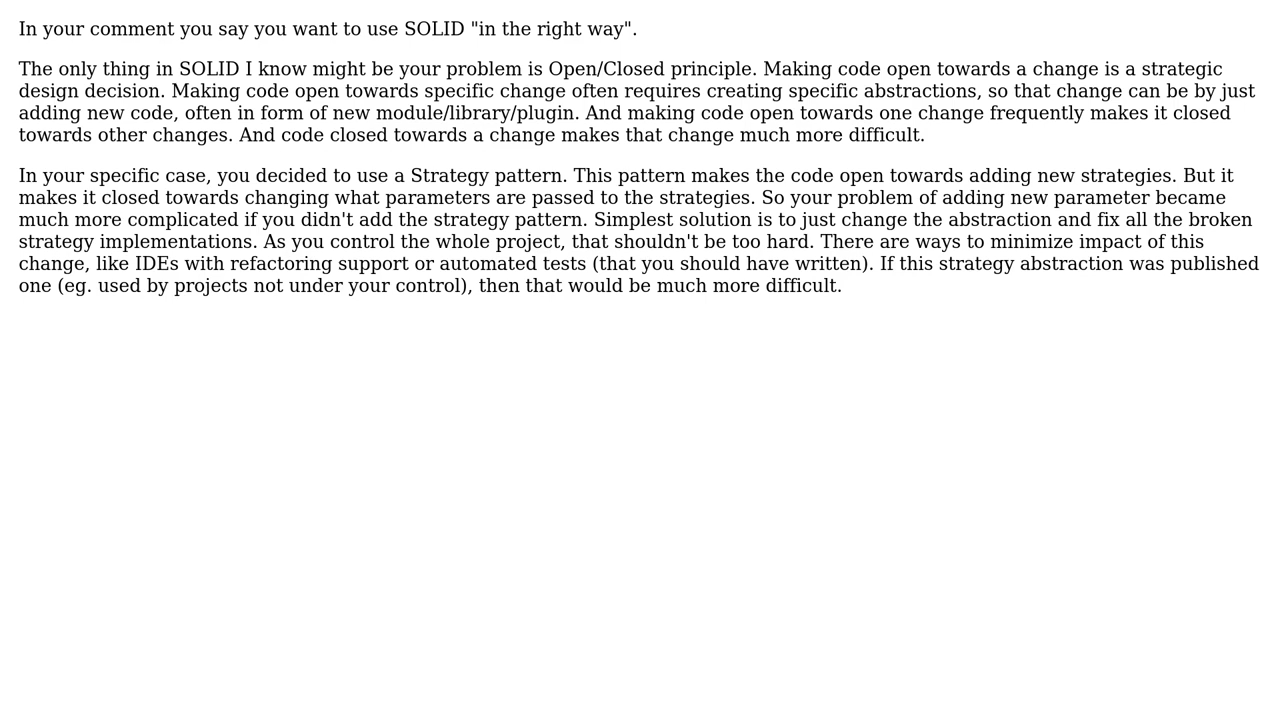 In your comment you say you want to use SOLID "in the right way".
The only thing in SOLID I know might be your problem is Open/Closed principle. Making code open towards a change is a strategic
design decision. Making code open towards specific change often requires creating specific abstractions, so that change can be by just
adding new code, often in form of new module/library/plugin. And making code open towards one change frequently makes it closed
towards other changes. And code closed towards a change makes that change much more difficult.
In your specific case, you decided to use a Strategy pattern. This pattern makes the code open towards adding new strategies. But it
makes it closed towards changing what parameters are passed to the strategies. So your problem of adding new parameter became
much more complicated if you didn't add the strategy pattern. Simplest solution is to just change the abstraction and fix all the broken
strategy implementations. As you control the whole project, that shouldn't be too hard. There are ways to minimize impact of this
change, like IDEs with refactoring support or automated tests (that you should have written). If this strategy abstraction was published
one (eg. used by projects not under your control), then that would be much more difficult.